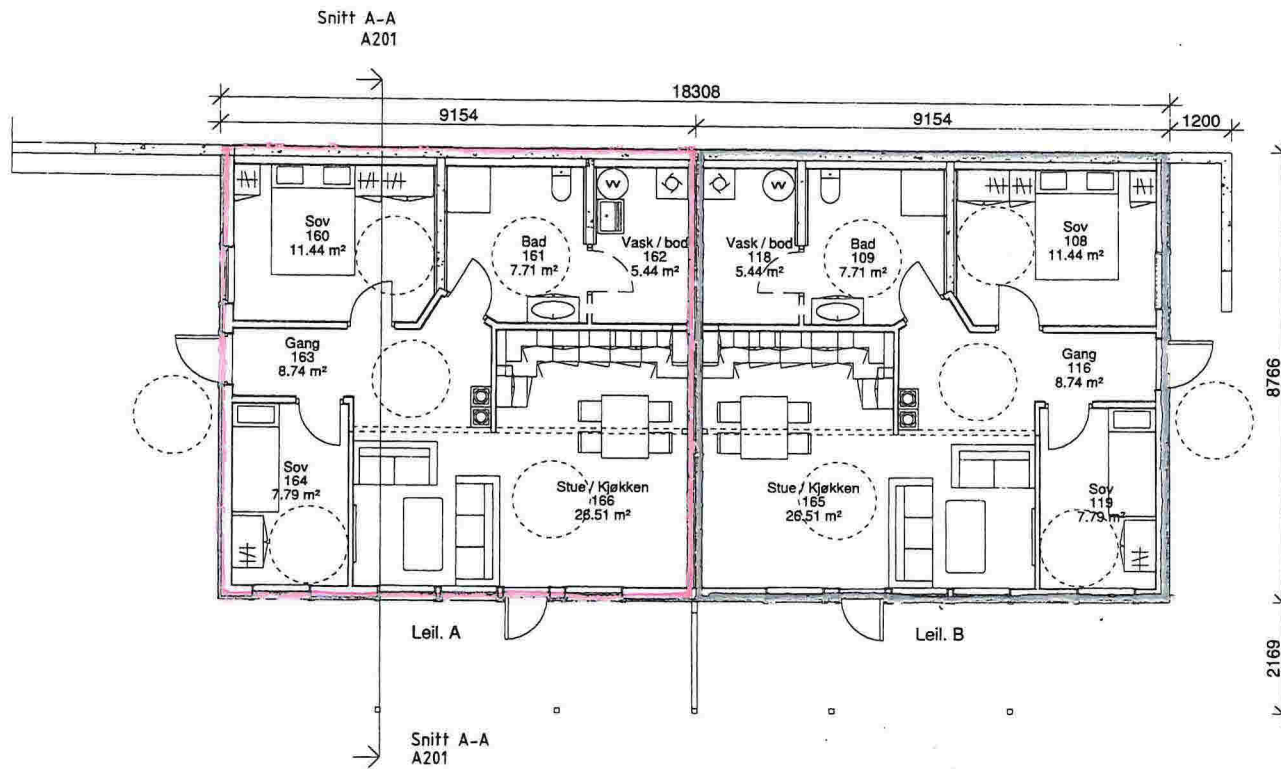 Snitt A-A
A201
18308
9154
9154
1200
Sov
160
11.44 m²
Bad
161
7.71 m²
W
Vask / bod
162
5.44 m²
W
Vask / bod
118
5.44 m²
Bad
109
7.71 m²
Sov
108
11.44 m²
Gang
163
8.74 m²
Gang
116
8.74 m²
8766
Sov
164
7.79 m²
Stue / Kjøkken
166
26.51 m²
Stue / Kjøkken
165
26.51 m²
Sov
119
7.79 m²
Leil. A
Leil. B
2169
Snitt A-A
A201